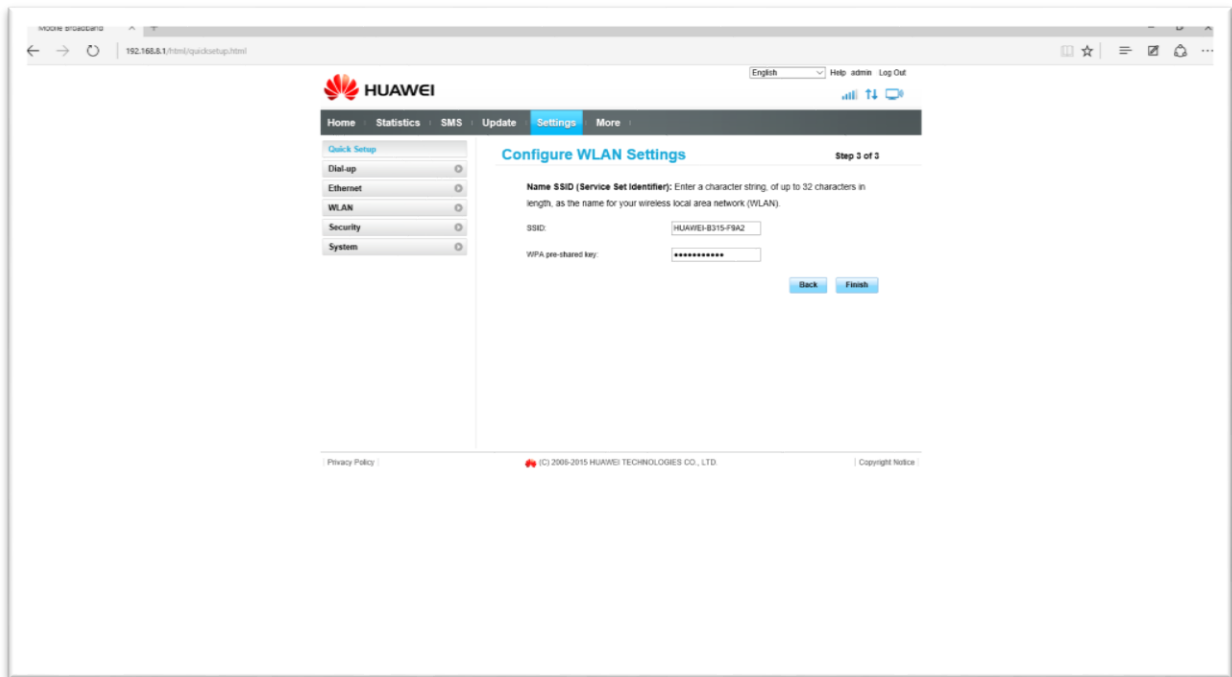 Mobile Broadband
192.168.8.1/html/quicksetup.html
English Help admin Log Out
HUAWEI
Home Statistics SMS Update Settings More
Quick Setup
Dial-up
Ethernet
WLAN
Security
System
Configure WLAN Settings
Step 3 of 3
Name SSID (Service Set Identifier): Enter a character string, of up to 32 characters in
length, as the name for your wireless local area network (WLAN).
SSID: HUAWEI-B315-F9A2
WPA pre-shared key: •••••••••••
Back Finish
Privacy Policy (C) 2006-2015 HUAWEI TECHNOLOGIES CO., LTD. Copyright Notice